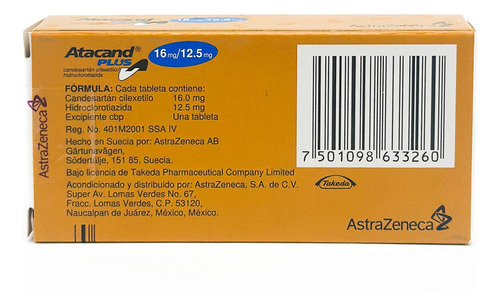 Atacand® PLUS 16 mg/12.5 mg
candesartán cilexetilo
hidroclorotiazida
FÓRMULA: Cada tableta contiene:
Candesartán cilexetilo 16.0 mg
Hidroclorotiazida 12.5 mg
Excipiente cbp Una tableta
Reg. No. 401M2001 SSA IV
Hecho en Suecia por: AstraZeneca AB
Gärtunavägen,
Södertälje, 151 85, Suecia.
Bajo licencia de Takeda Pharmaceutical Company Limited
Acondicionado y distribuido por: AstraZeneca, S.A. de C.V.
Super Av. Lomas Verdes No. 67,
Fracc. Lomas Verdes, C.P. 53120,
Naucalpan de Juárez, México, México.
7 501098 633260
Takeda
AstraZeneca
AstraZeneca